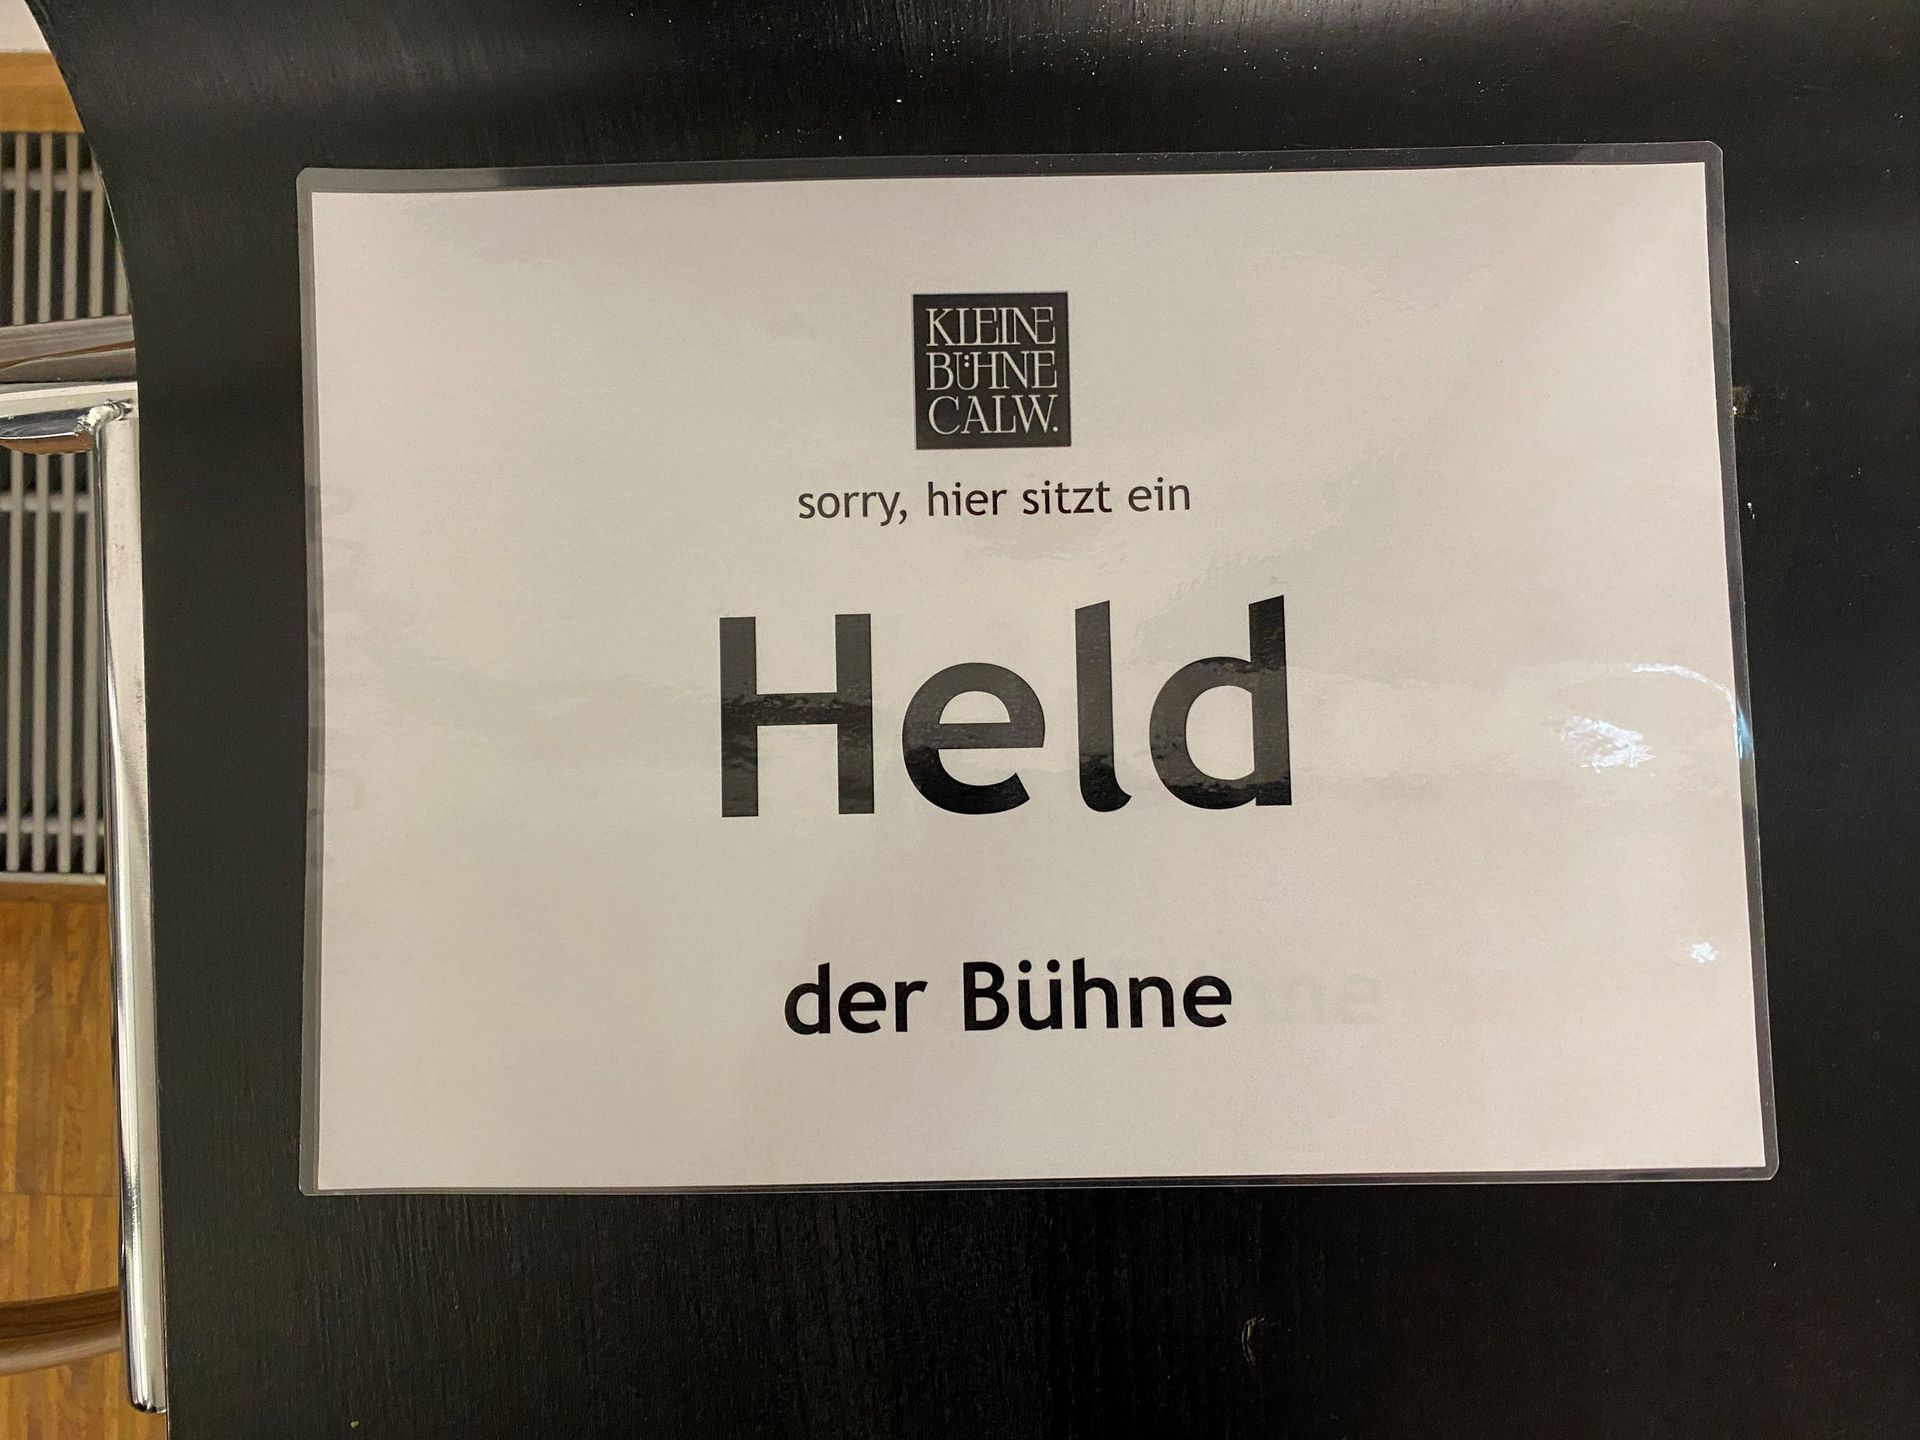 KLEINE
BÜHNE
CALW.
sorry, hier sitzt ein
Held
der Bühne